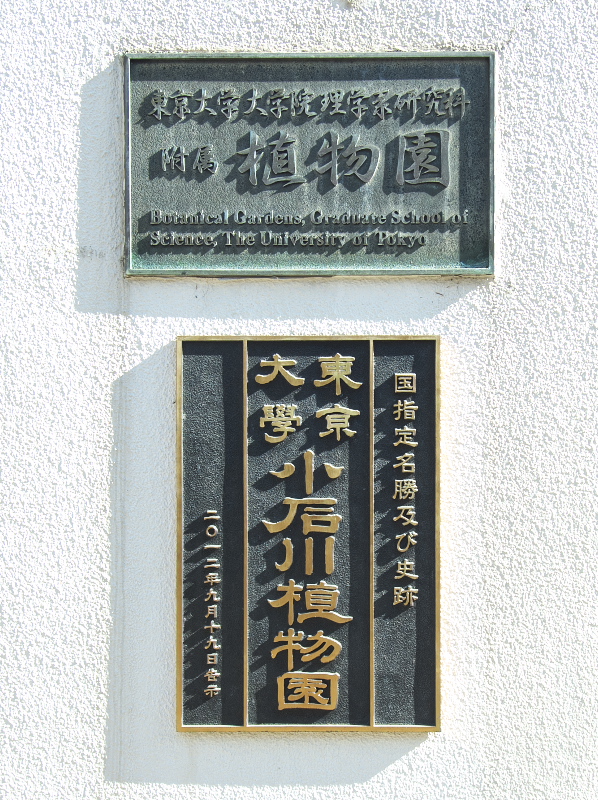 東京大学大学院理学系研究科
附属 植物園
Botanical Gardens, Graduate School of
Science, The University of Tokyo
国指定名勝及び史跡
東京
大學
小石川植物園
二〇一二年九月十九日告示